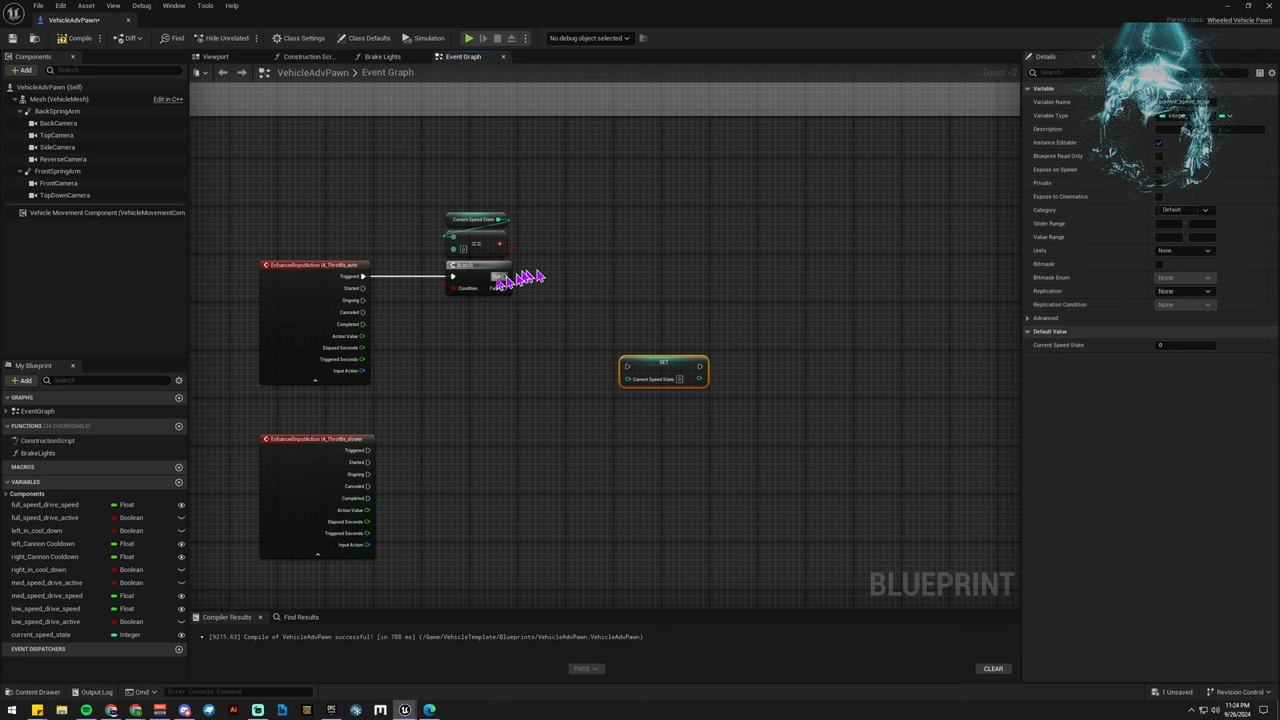 File Edit Asset View Debug Window Tools Help
VehicleAdvPawn*
Parent class: Wheeled Vehicle Pawn
Compile Diff Find Hide Unrelated Class Settings Class Defaults Simulation No debug object selected
Components
Add Search
VehicleAdvPawn (Self)
Mesh (VehicleMesh) Edit in C++
BackSpringArm
BackCamera
TopCamera
SideCamera
ReverseCamera
FrontSpringArm
FrontCamera
TopDownCamera
Vehicle Movement Component (VehicleMovementCom
My Blueprint
Add Search
GRAPHS
EventGraph
FUNCTIONS (24 OVERRIDABLE)
ConstructionScript
BrakeLights
MACROS
VARIABLES
Components
full_speed_drive_speed Float
full_speed_drive_active Boolean
left_in_cool_down Boolean
left_Cannon Cooldown Float
right_Cannon Cooldown Float
right_in_cool_down Boolean
med_speed_drive_active Boolean
med_speed_drive_speed Float
low_speed_drive_speed Float
low_speed_drive_active Boolean
current_speed_state Integer
EVENT DISPATCHERS
Viewport Construction Scr... Brake Lights Event Graph
VehicleAdvPawn > Event Graph
Zoom -2
Current Speed State
0 ==
Branch
Condition
EnhancedInputAction IA_Throttle_auto
Triggered
Started
Ongoing
Canceled
Completed
Action Value
Elapsed Seconds
Triggered Seconds
Input Action
SET
Current Speed State 0
EnhancedInputAction IA_Throttle_slower
Triggered
Started
Ongoing
Canceled
Completed
Action Value
Elapsed Seconds
Triggered Seconds
Input Action
BLUEPRINT
Compiler Results Find Results
[9215.63] Compile of VehicleAdvPawn successful! [in 788 ms] (/Game/VehicleTemplate/Blueprints/VehicleAdvPawn.VehicleAdvPawn)
PAGE
CLEAR
Details
Search
Variable
Variable Name
Variable Type Integer
Description
Instance Editable
Blueprint Read Only
Expose on Spawn
Private
Expose to Cinematics
Category Default
Slider Range
Value Range
Units None
Bitmask
Bitmask Enum None
Replication None
Replication Condition None
Advanced
Default Value
Current Speed State 0
Content Drawer Output Log Cmd Enter Console Command
1 Unsaved Revision Control
11:24 PM
9/26/2024